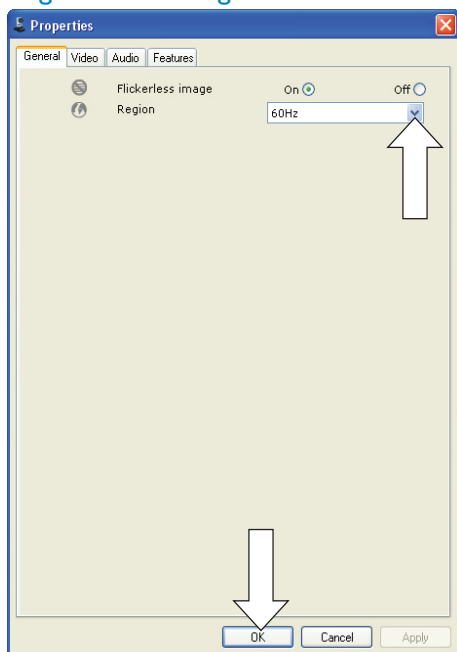 Properties
General Video Audio Features
Flickerless image On Off
Region 60Hz
OK Cancel Apply